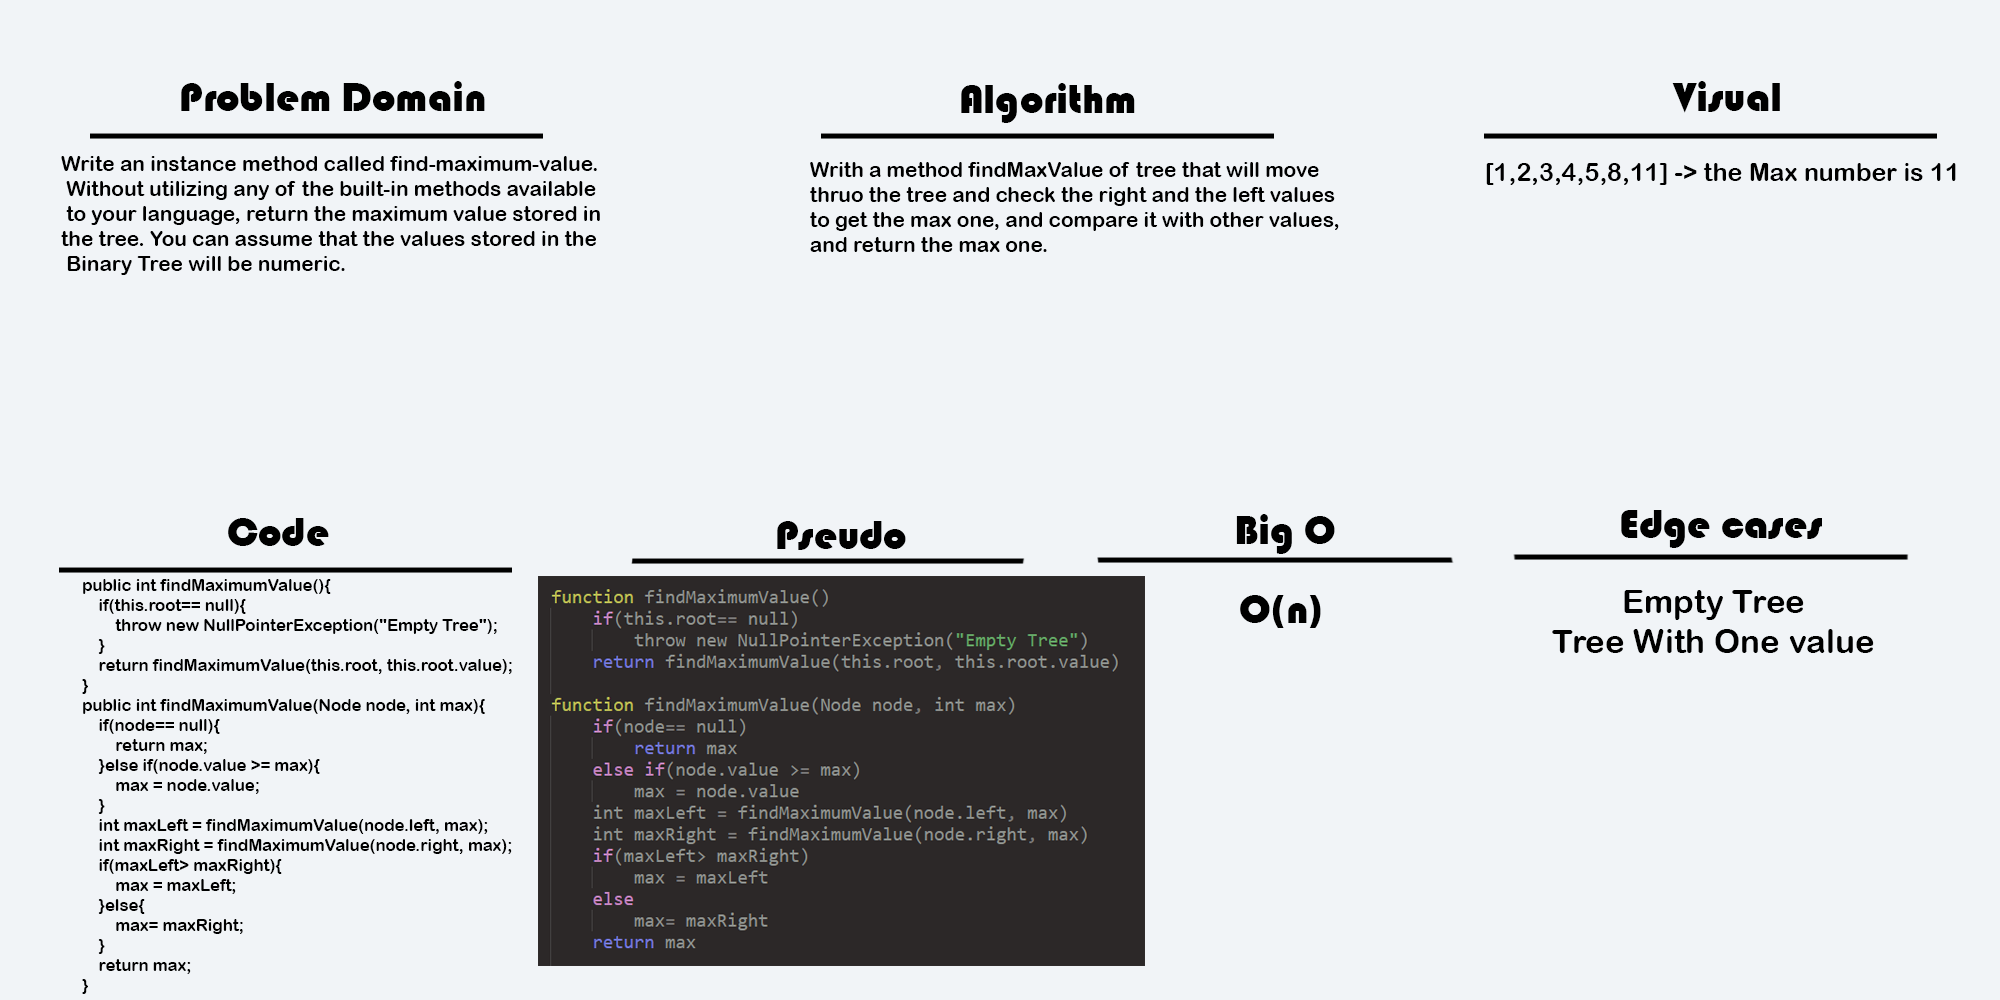 Problem Domain
Write an instance method called find-maximum-value.
Without utilizing any of the built-in methods available
to your language, return the maximum value stored in
the tree. You can assume that the values stored in the
Binary Tree will be numeric.
Algorithm
Writh a method findMaxValue of tree that will move
thruo the tree and check the right and the left values
to get the max one, and compare it with other values,
and return the max one.
Visual
[1,2,3,4,5,8,11] -> the Max number is 11
Code
public int findMaximumValue(){
if(this.root== null){
throw new NullPointerException("Empty Tree");
}
return findMaximumValue(this.root, this.root.value);
}
public int findMaximumValue(Node node, int max){
if(node== null){
return max;
}else if(node.value >= max){
max = node.value;
}
int maxLeft = findMaximumValue(node.left, max);
int maxRight = findMaximumValue(node.right, max);
if(maxLeft> maxRight){
max = maxLeft;
}else{
max= maxRight;
}
return max;
}
Pseudo
function findMaximumValue()
if(this.root== null)
throw new NullPointerException("Empty Tree")
return findMaximumValue(this.root, this.root.value)
function findMaximumValue(Node node, int max)
if(node== null)
return max
else if(node.value >= max)
max = node.value
int maxLeft = findMaximumValue(node.left, max)
int maxRight = findMaximumValue(node.right, max)
if(maxLeft> maxRight)
max = maxLeft
else
max= maxRight
return max
Big O
O(n)
Edge cases
Empty Tree
Tree With One value